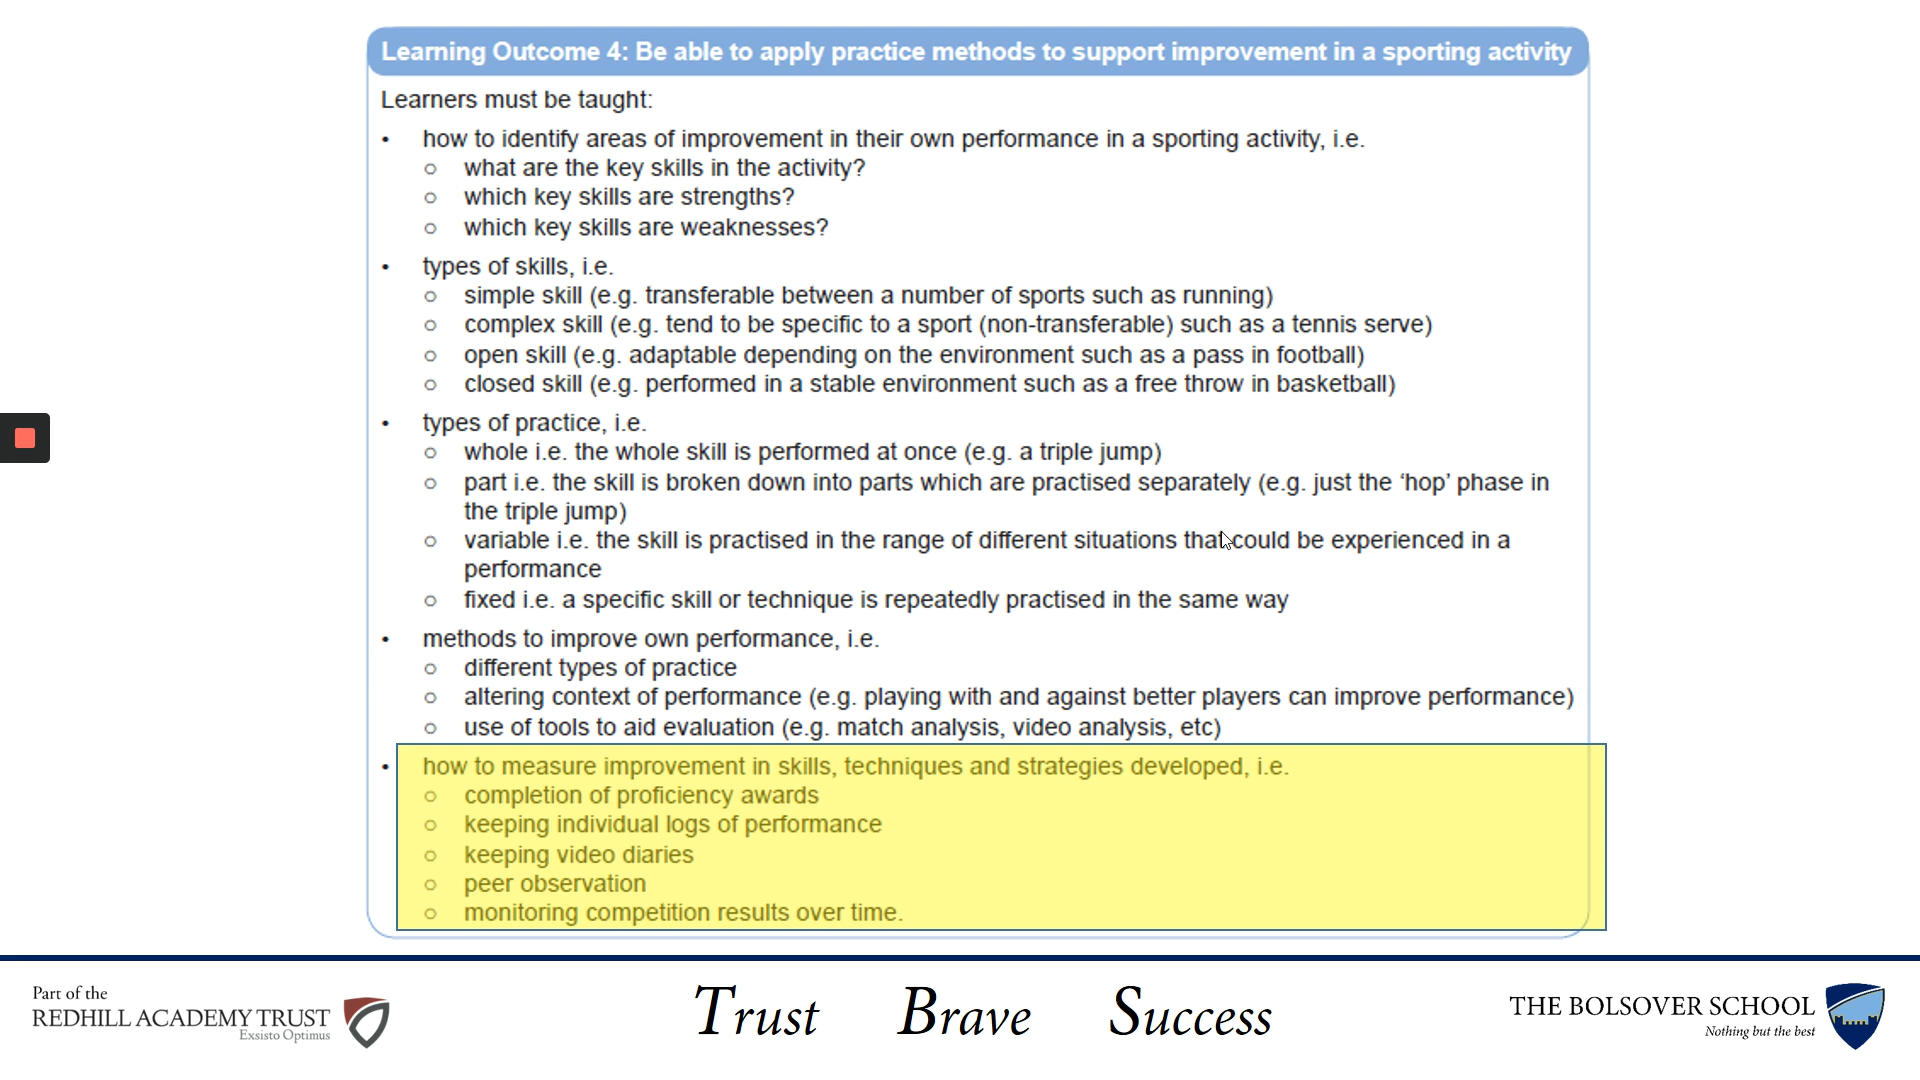 Learning Outcome 4: Be able to apply practice methods to support improvement in a sporting activity
Learners must be taught:
• how to identify areas of improvement in their own performance in a sporting activity, i.e.
○ what are the key skills in the activity?
○ which key skills are strengths?
○ which key skills are weaknesses?
• types of skills, i.e.
○ simple skill (e.g. transferable between a number of sports such as running)
○ complex skill (e.g. tend to be specific to a sport (non-transferable) such as a tennis serve)
○ open skill (e.g. adaptable depending on the environment such as a pass in football)
○ closed skill (e.g. performed in a stable environment such as a free throw in basketball)
• types of practice, i.e.
○ whole i.e. the whole skill is performed at once (e.g. a triple jump)
○ part i.e. the skill is broken down into parts which are practised separately (e.g. just the ‘hop’ phase in
the triple jump)
○ variable i.e. the skill is practised in the range of different situations that could be experienced in a
performance
○ fixed i.e. a specific skill or technique is repeatedly practised in the same way
• methods to improve own performance, i.e.
○ different types of practice
○ altering context of performance (e.g. playing with and against better players can improve performance)
○ use of tools to aid evaluation (e.g. match analysis, video analysis, etc)
• how to measure improvement in skills, techniques and strategies developed, i.e.
○ completion of proficiency awards
○ keeping individual logs of performance
○ keeping video diaries
○ peer observation
○ monitoring competition results over time.
Part of the
REDHILL ACADEMY TRUST
Exsisto Optimus
Trust Brave Success
THE BOLSOVER SCHOOL
Nothing but the best